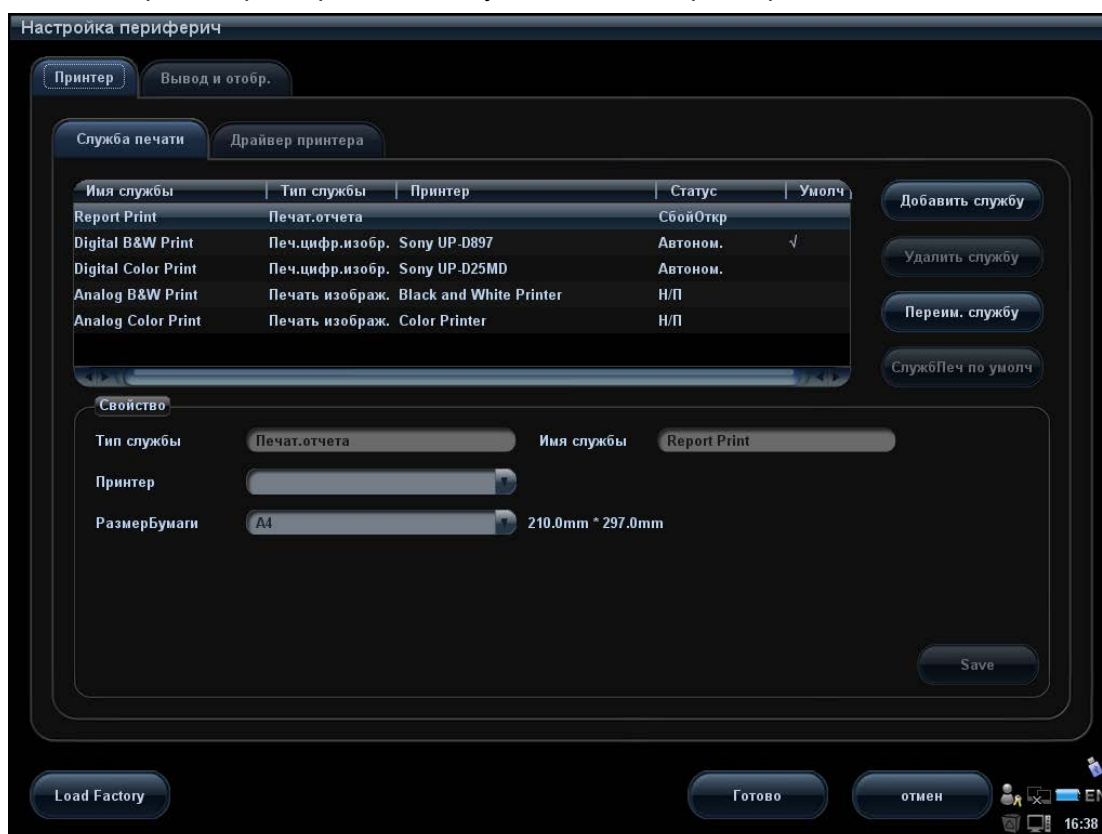 Настройка периферич
Принтер Вывод и отобр.
Служба печати Драйвер принтера
Имя службы Тип службы Принтер Статус Умолч
Report Print Печат.отчета СбойОткр
Digital B&W Print Печ.цифр.изобр. Sony UP-D897 Автоном. √
Digital Color Print Печ.цифр.изобр. Sony UP-D25MD Автоном.
Analog B&W Print Печать изображ. Black and White Printer Н/П
Analog Color Print Печать изображ. Color Printer Н/П
Добавить службу
Удалить службу
Переим. службу
СлужбПеч по умолч
Свойство
Тип службы Печат.отчета Имя службы Report Print
Принтер
РазмерБумаги A4 210.0mm * 297.0mm
Save
Load Factory Готово отмен EN
16:38